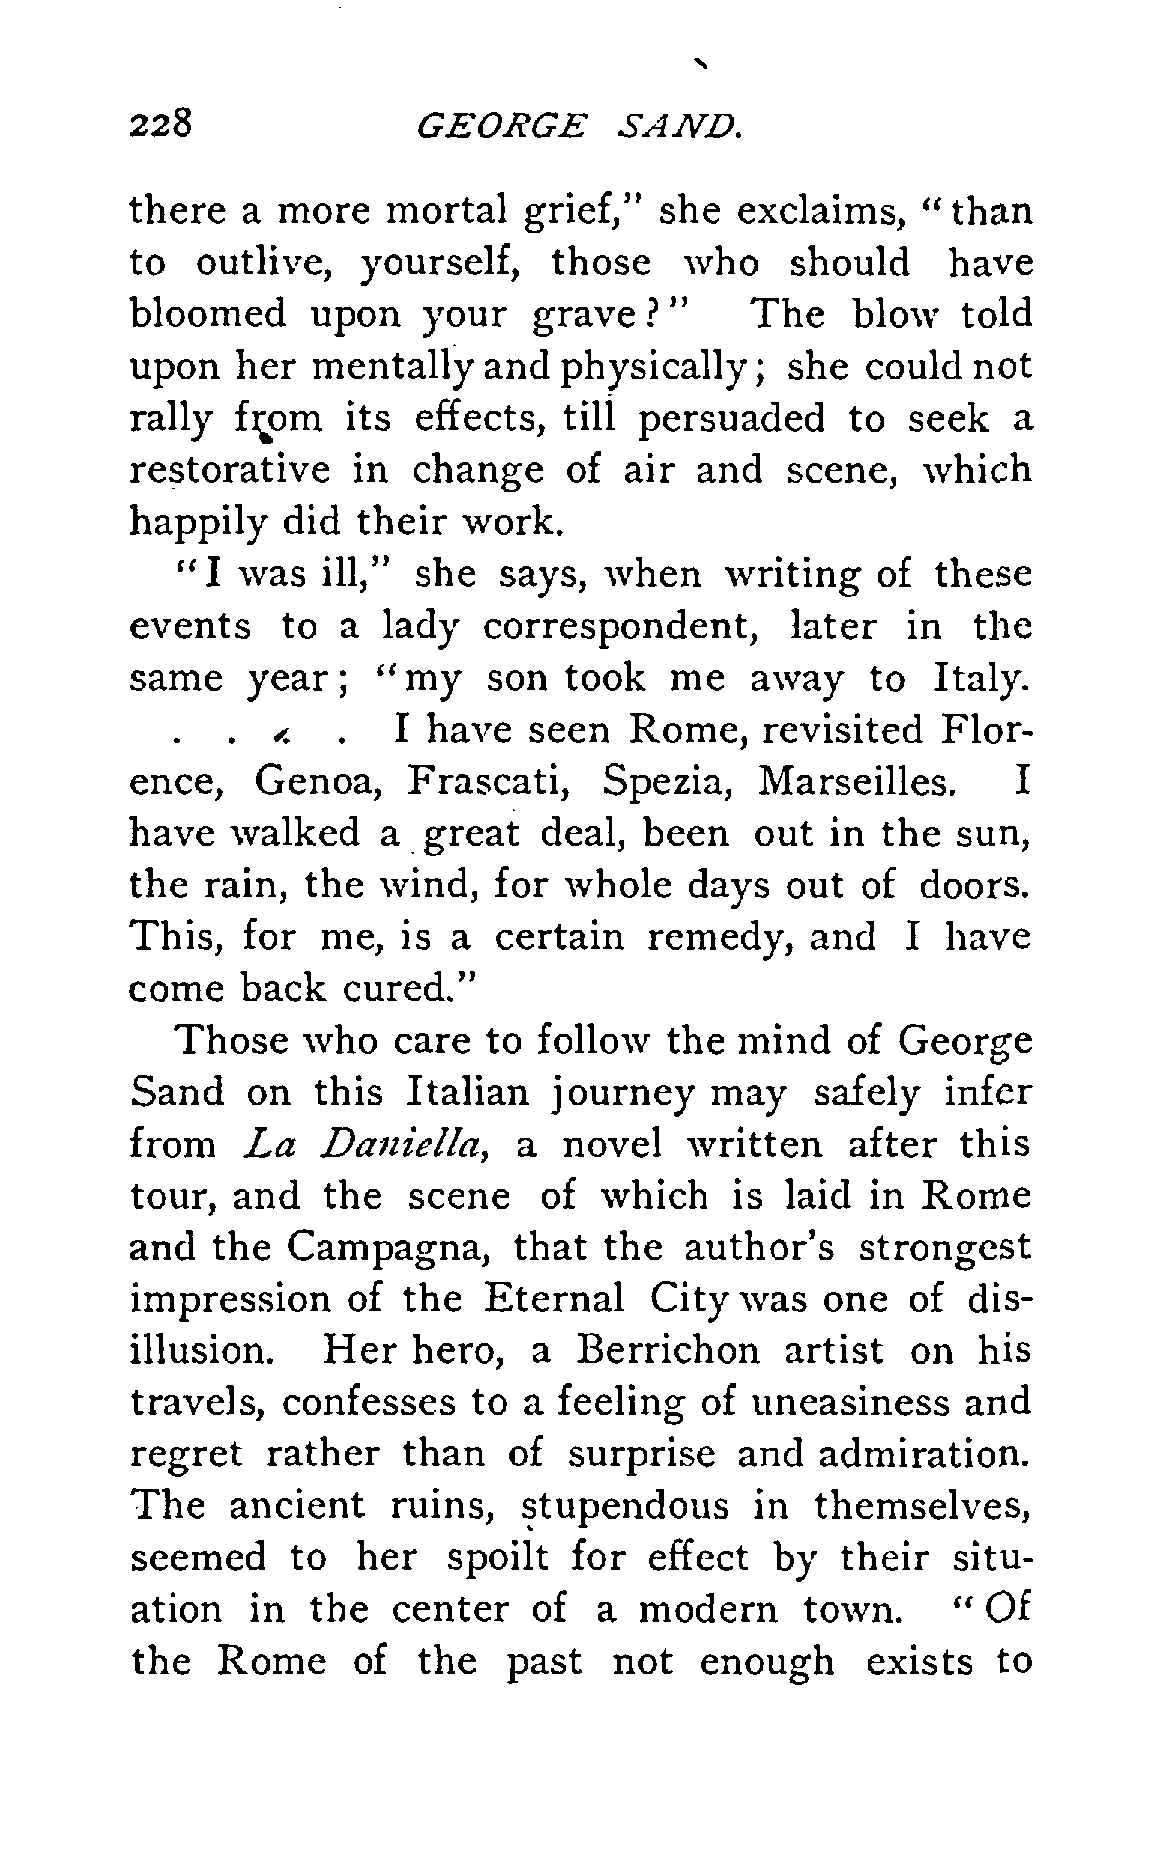 228 GEORGE SAND.
there a more mortal grief," she exclaims, "than
to outlive, yourself, those who should have
bloomed upon your grave?" The blow told
upon her mentally and physically; she could not
rally from its effects, till persuaded to seek a
restorative in change of air and scene, which
happily did their work.
"I was ill," she says, when writing of these
events to a lady correspondent, later in the
same year; "my son took me away to Italy.
. . . . I have seen Rome, revisited Flor-
ence, Genoa, Frascati, Spezia, Marseilles. I
have walked a great deal, been out in the sun,
the rain, the wind, for whole days out of doors.
This, for me, is a certain remedy, and I have
come back cured."
Those who care to follow the mind of George
Sand on this Italian journey may safely infer
from La Daniella, a novel written after this
tour, and the scene of which is laid in Rome
and the Campagna, that the author's strongest
impression of the Eternal City was one of dis-
illusion. Her hero, a Berrichon artist on his
travels, confesses to a feeling of uneasiness and
regret rather than of surprise and admiration.
The ancient ruins, stupendous in themselves,
seemed to her spoilt for effect by their situ-
ation in the center of a modern town. "Of
the Rome of the past not enough exists to